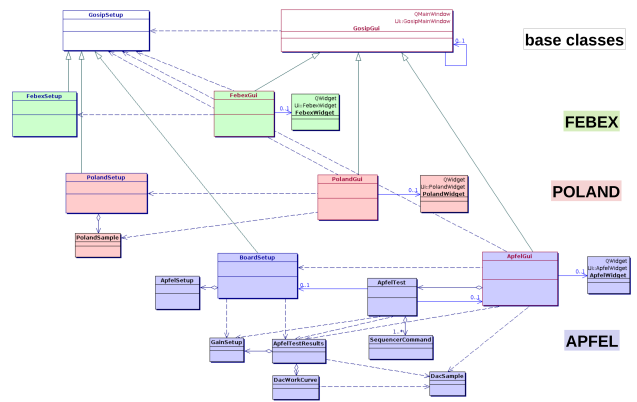 GosipSetup
QMainWindow
Ui::GosipMainWindow
GosipGui
0..1
base classes
FebexSetup
FebexGui
0..1
QWidget
Ui::FebexWidget
FebexWidget
FEBEX
PolandSetup
PolandGui
0..1
QWidget
Ui::PolandWidget
PolandWidget
POLAND
PolandSample
BoardSetup
ApfelGui
0..1
QWidget
Ui::ApfelWidget
ApfelWidget
ApfelSetup
0..1
ApfelTest
0..1
1..*
GainSetup
ApfelTestResults
SequencerCommand
APFEL
DacWorkCurve
DacSample